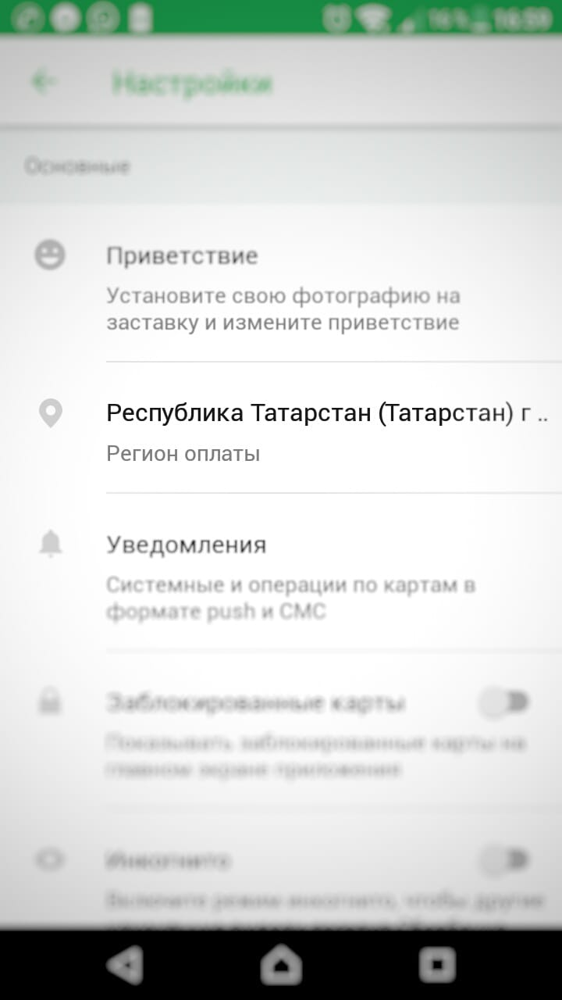 16% 16:59
Настройки
Основные
Приветствие
Установите свою фотографию на
заставку и измените приветствие
Республика Татарстан (Татарстан) г ..
Регион оплаты
Уведомления
Системные и операции по картам в
формате push и СМС
Заблокированные карты
Показывать заблокированные карты на
главном экране приложения
Инкогнито
Включите режим инкогнито, чтобы другие